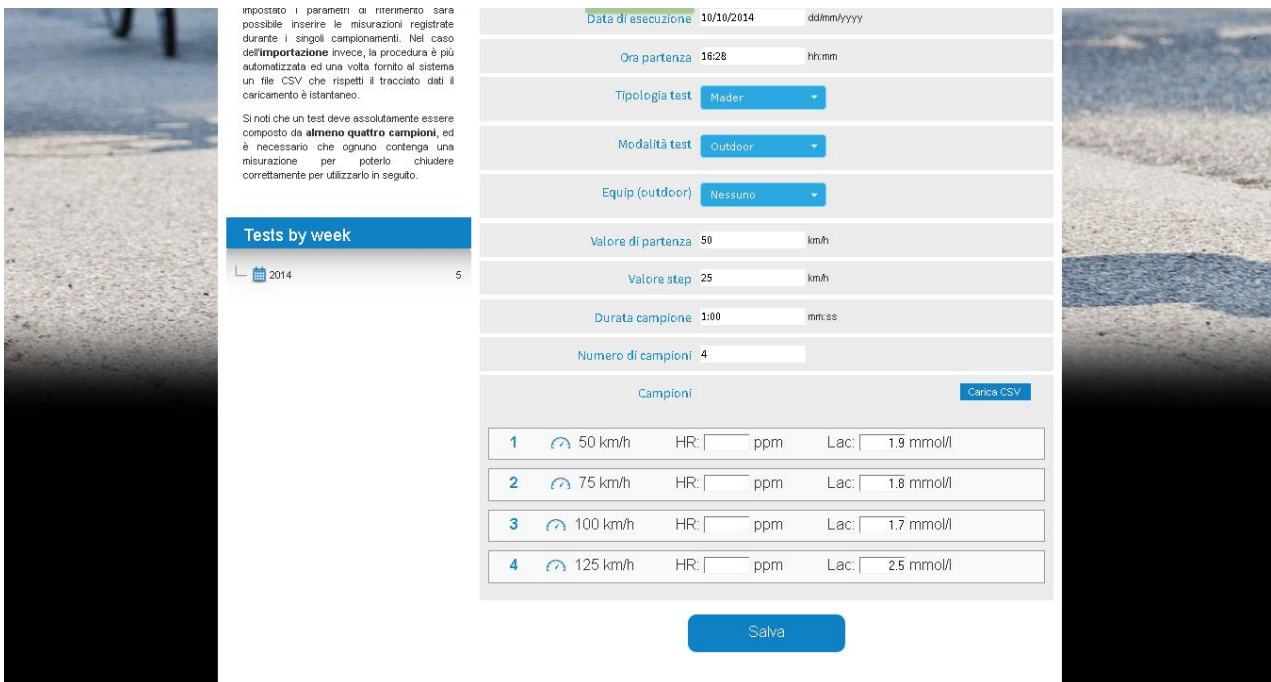 impostato i parametri di riferimento sarà
possibile inserire le misurazioni registrate
durante i singoli campionamenti. Nel caso
dell'importazione invece, la procedura è più
automatizzata ed una volta fornito al sistema
un file CSV che rispetti il tracciato dati il
caricamento è istantaneo.
Si noti che un test deve assolutamente essere
composto da almeno quattro campioni, ed
è necessario che ognuno contenga una
misurazione per poterlo chiudere
correttamente per utilizzarlo in seguito.
Tests by week
2014 5
Data di esecuzione 10/10/2014 dd/mm/yyyy
Ora partenza 16:28 hh:mm
Tipologia test Mader
Modalità test Outdoor
Equip (outdoor) Nessuno
Valore di partenza 50 km/h
Valore step 25 km/h
Durata campione 1:00 mm:ss
Numero di campioni 4
Campioni Carica CSV
1 50 km/h HR: ppm Lac: 1.9 mmol/l
2 75 km/h HR: ppm Lac: 1.8 mmol/l
3 100 km/h HR: ppm Lac: 1.7 mmol/l
4 125 km/h HR: ppm Lac: 2.5 mmol/l
Salva